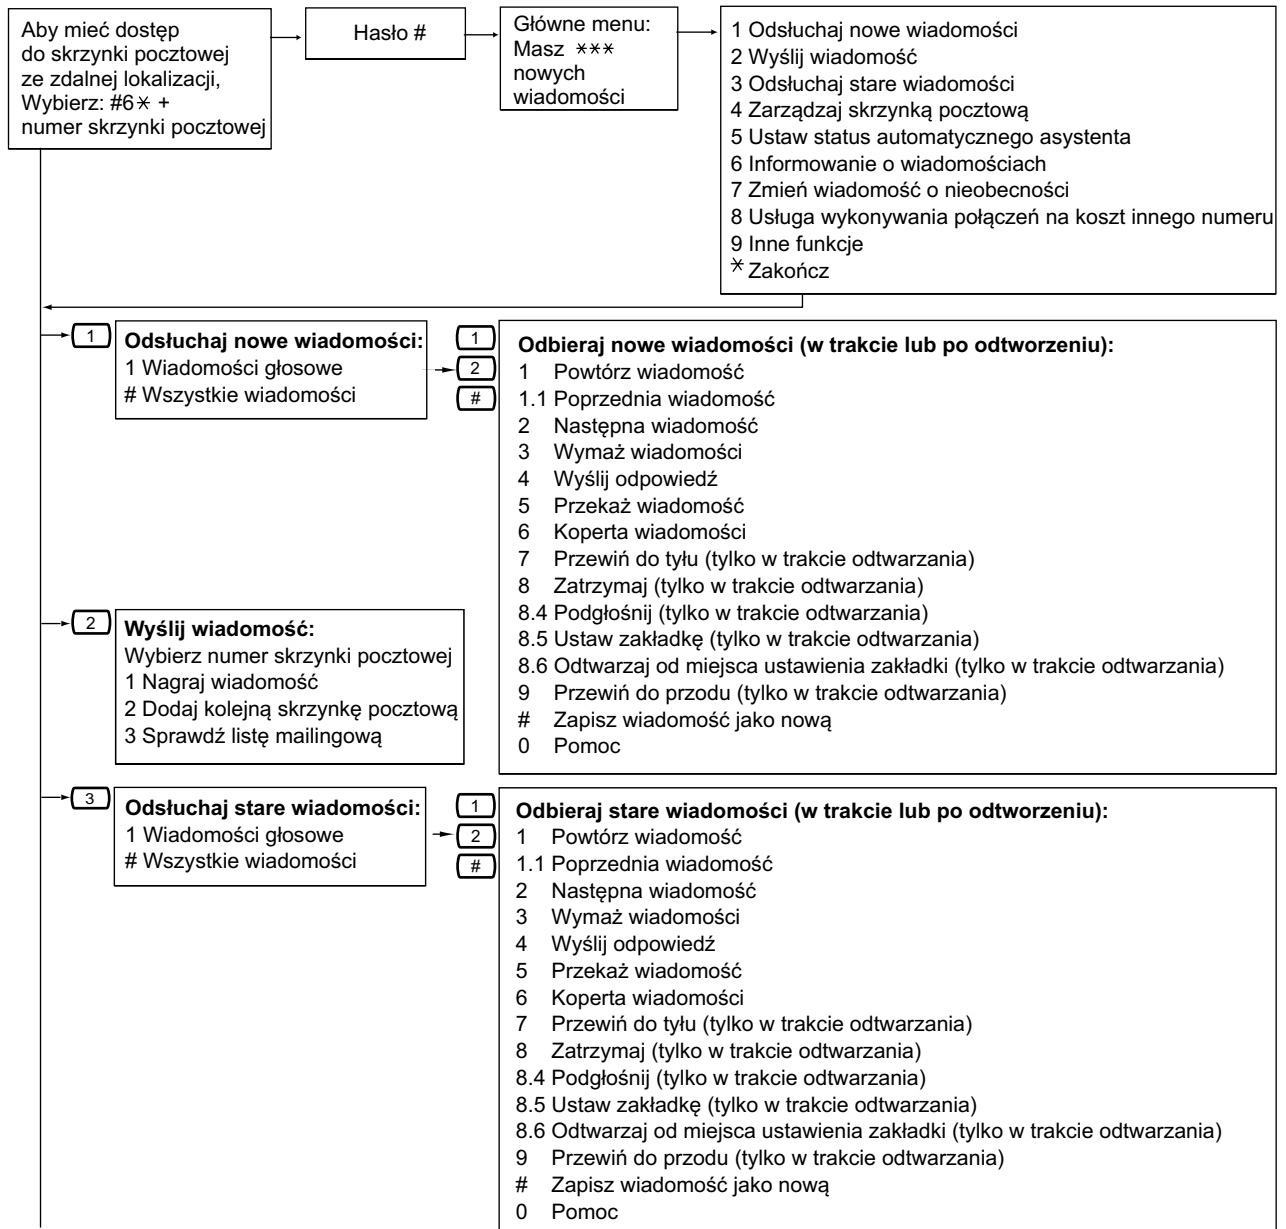 Aby mieć dostęp
do skrzynki pocztowej
ze zdalnej lokalizacji,
Wybierz: #6* +
numer skrzynki pocztowej
Hasło #
Główne menu:
Masz ***
nowych
wiadomości
1 Odsłuchaj nowe wiadomości
2 Wyślij wiadomość
3 Odsłuchaj stare wiadomości
4 Zarządzaj skrzynką pocztową
5 Ustaw status automatycznego asystenta
6 Informowanie o wiadomościach
7 Zmień wiadomość o nieobecności
8 Usługa wykonywania połączeń na koszt innego numeru
9 Inne funkcje
* Zakończ
1
Odsłuchaj nowe wiadomości:
1 Wiadomości głosowe
# Wszystkie wiadomości
1
2
#
Odbieraj nowe wiadomości (w trakcie lub po odtworzeniu):
1 Powtórz wiadomość
1.1 Poprzednia wiadomość
2 Następna wiadomość
3 Wymaż wiadomości
4 Wyślij odpowiedź
5 Przekaż wiadomość
6 Koperta wiadomości
7 Przewiń do tyłu (tylko w trakcie odtwarzania)
8 Zatrzymaj (tylko w trakcie odtwarzania)
8.4 Podgłośnij (tylko w trakcie odtwarzania)
8.5 Ustaw zakładkę (tylko w trakcie odtwarzania)
8.6 Odtwarzaj od miejsca ustawienia zakładki (tylko w trakcie odtwarzania)
9 Przewiń do przodu (tylko w trakcie odtwarzania)
# Zapisz wiadomość jako nową
0 Pomoc
2
Wyślij wiadomość:
Wybierz numer skrzynki pocztowej
1 Nagraj wiadomość
2 Dodaj kolejną skrzynkę pocztową
3 Sprawdź listę mailingową
3
Odsłuchaj stare wiadomości:
1 Wiadomości głosowe
# Wszystkie wiadomości
1
2
#
Odbieraj stare wiadomości (w trakcie lub po odtworzeniu):
1 Powtórz wiadomość
1.1 Poprzednia wiadomość
2 Następna wiadomość
3 Wymaż wiadomości
4 Wyślij odpowiedź
5 Przekaż wiadomość
6 Koperta wiadomości
7 Przewiń do tyłu (tylko w trakcie odtwarzania)
8 Zatrzymaj (tylko w trakcie odtwarzania)
8.4 Podgłośnij (tylko w trakcie odtwarzania)
8.5 Ustaw zakładkę (tylko w trakcie odtwarzania)
8.6 Odtwarzaj od miejsca ustawienia zakładki (tylko w trakcie odtwarzania)
9 Przewiń do przodu (tylko w trakcie odtwarzania)
# Zapisz wiadomość jako nową
0 Pomoc